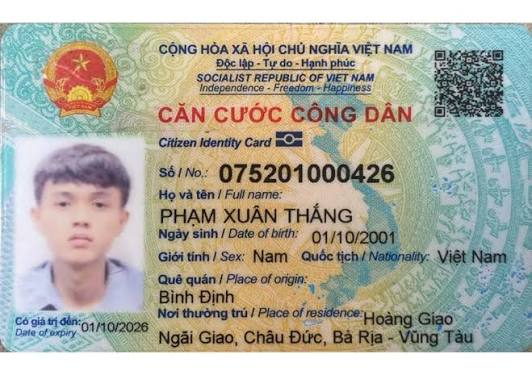 CỘNG HÒA XÃ HỘI CHỦ NGHĨA VIỆT NAM
Độc lập - Tự do - Hạnh phúc
SOCIALIST REPUBLIC OF VIET NAM
Independence - Freedom - Happiness
CĂN CƯỚC CÔNG DÂN
Citizen Identity Card
Số / No.: 075201000426
Họ và tên / Full name:
PHẠM XUÂN THẮNG
Ngày sinh / Date of birth: 01/10/2001
Giới tính / Sex: Nam Quốc tịch / Nationality: Việt Nam
Quê quán / Place of origin:
Bình Định
Nơi thường trú / Place of residence: Hoàng Giao
Ngãi Giao, Châu Đức, Bà Rịa - Vũng Tàu
Có giá trị đến: 01/10/2026
Date of expiry